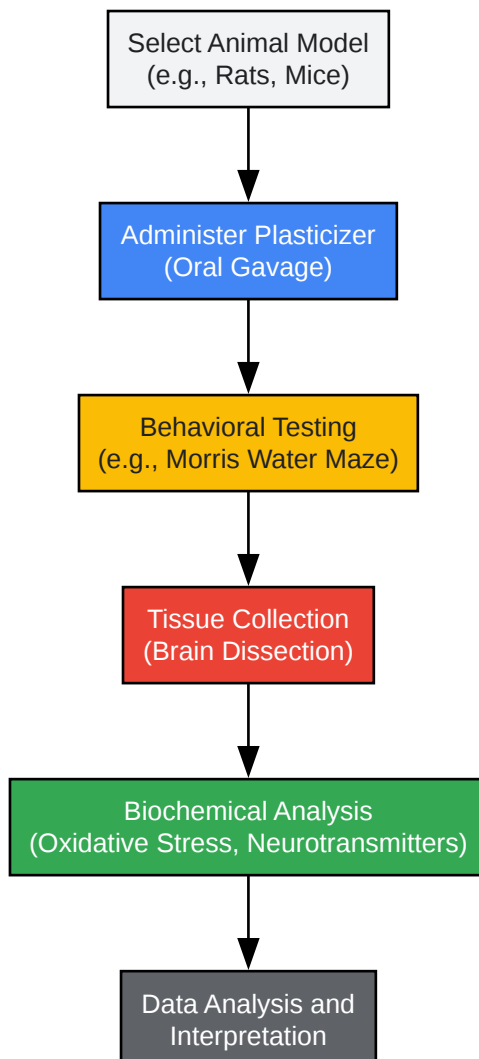 Select Animal Model
(e.g., Rats, Mice)
Administer Plasticizer
(Oral Gavage)
Behavioral Testing
(e.g., Morris Water Maze)
Tissue Collection
(Brain Dissection)
Biochemical Analysis
(Oxidative Stress, Neurotransmitters)
Data Analysis and
Interpretation